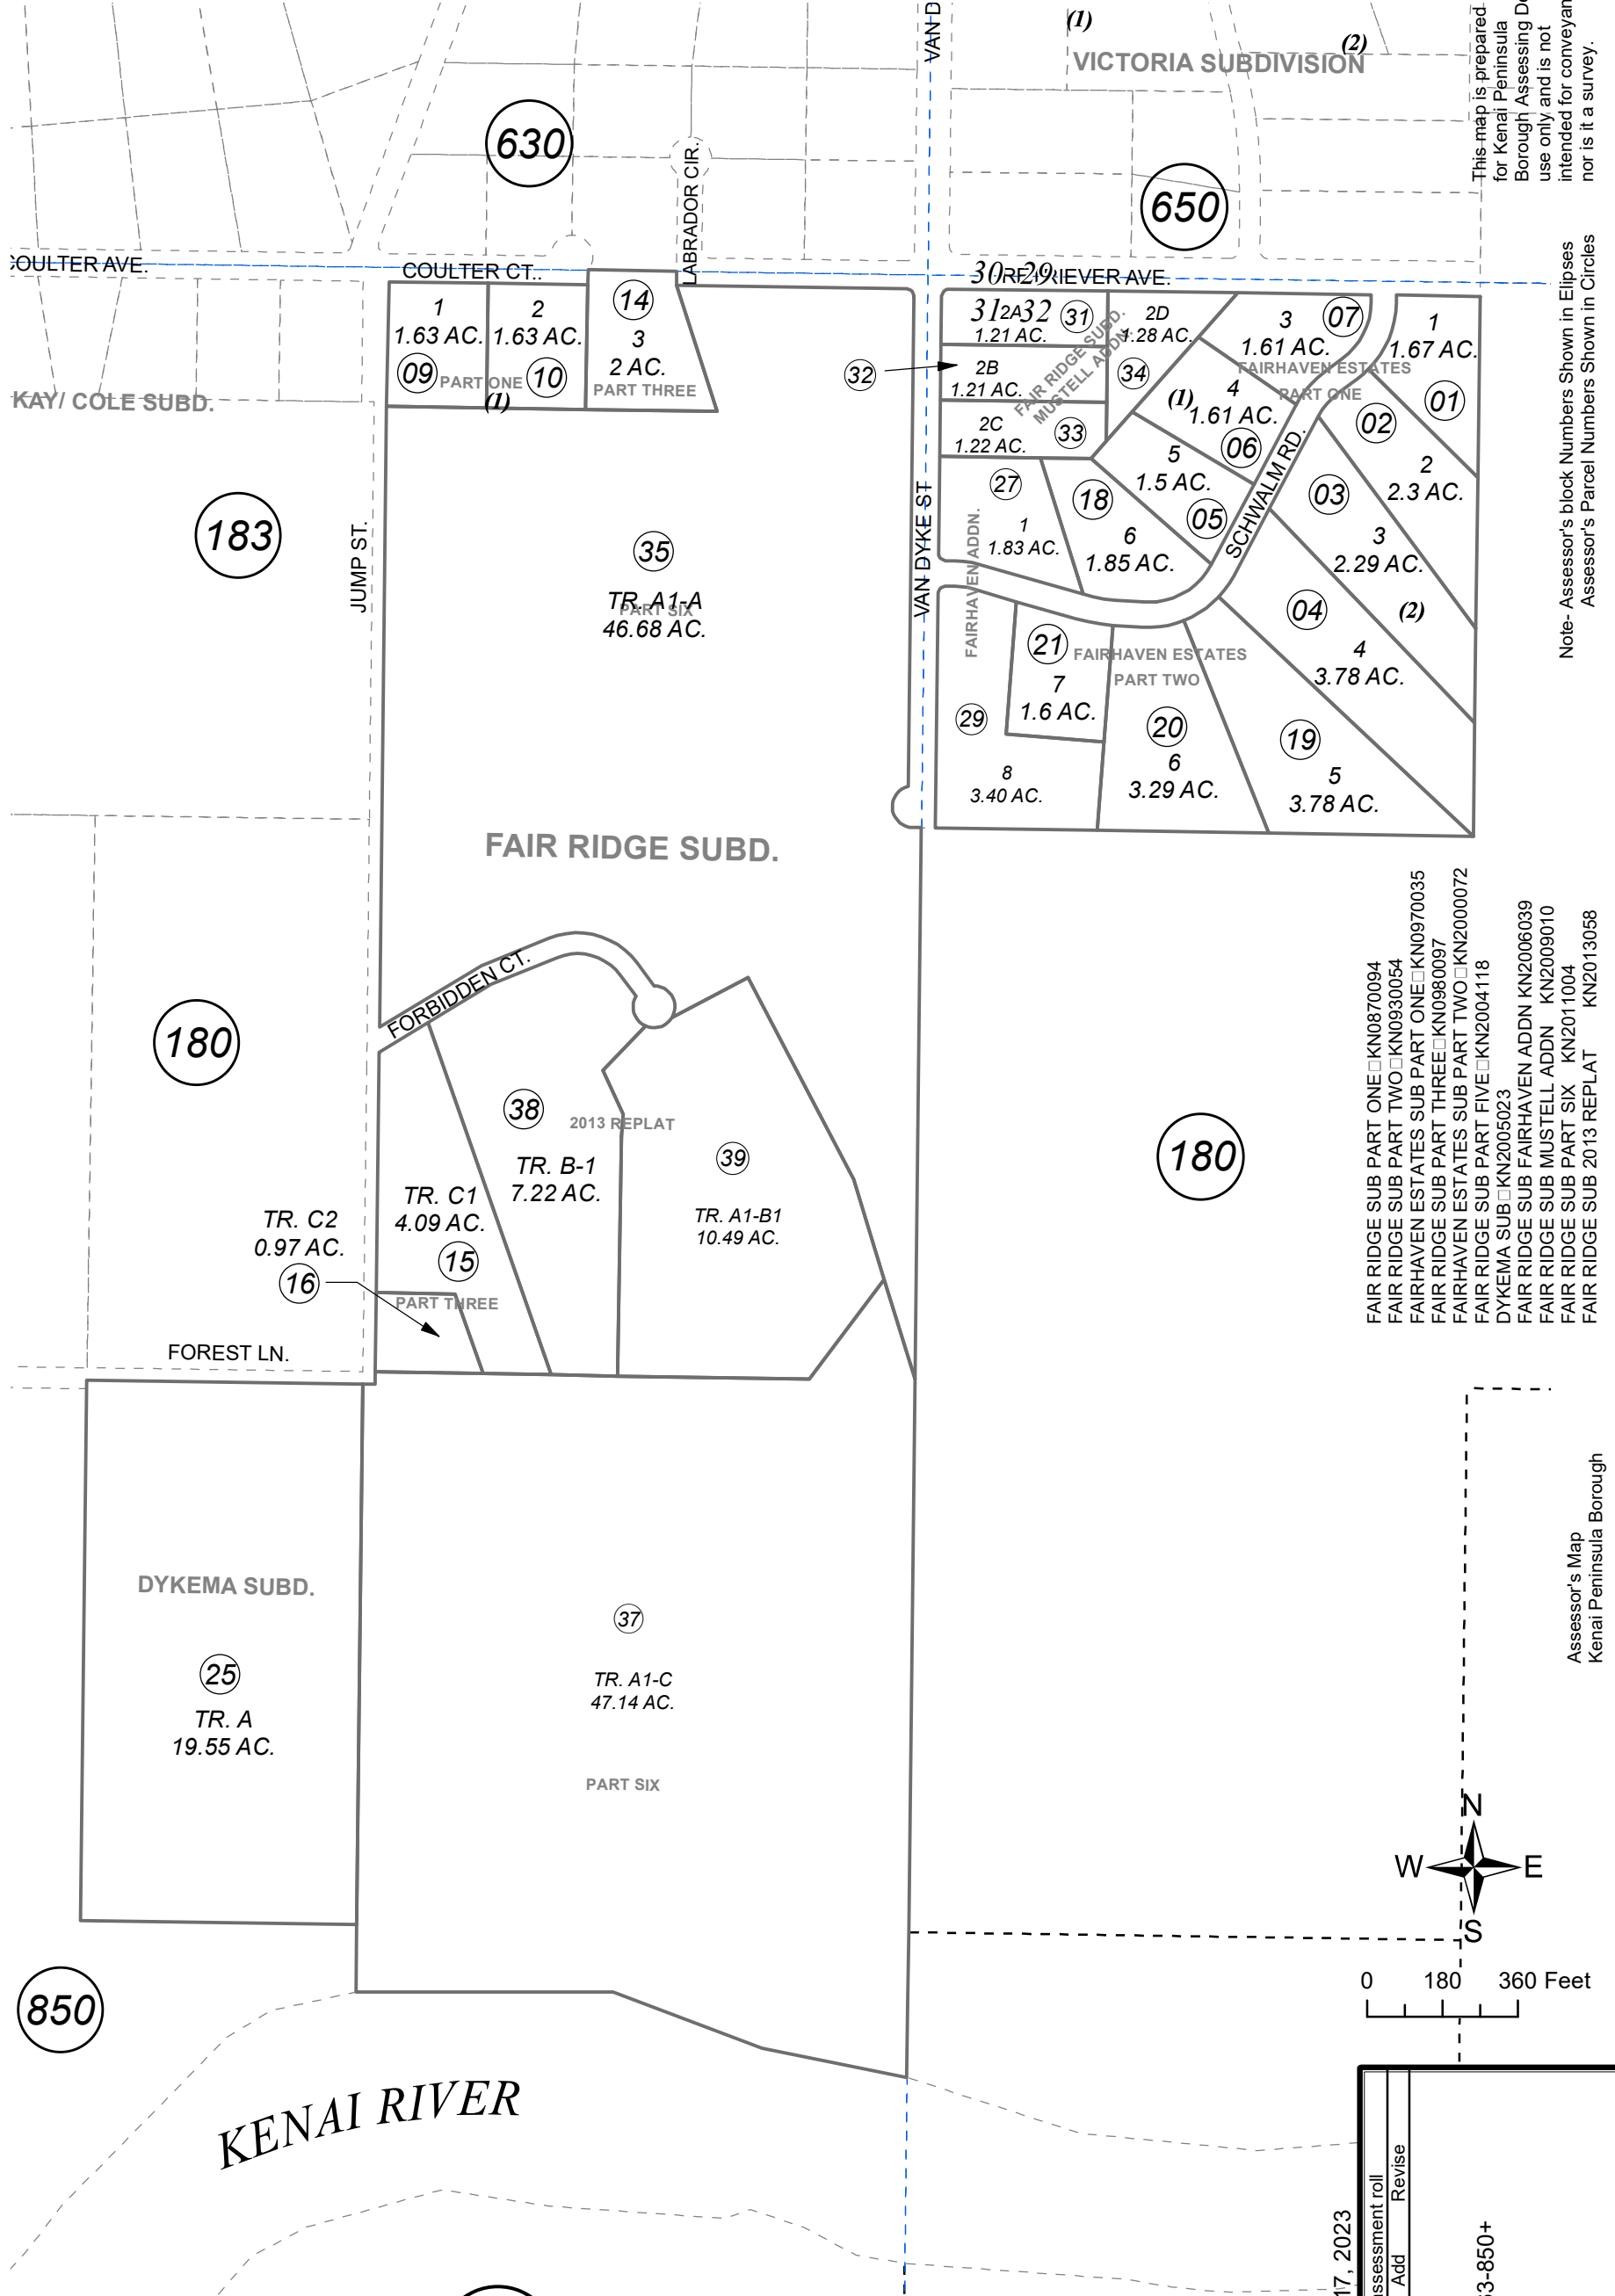 (1)
(2)
VICTORIA SUBDIVISION
630
650
LABRADOR CIR.
COULTER AVE.
COULTER CT..
30 29
RETRIEVER AVE.
31 32
1
1.63 AC.
09
2
1.63 AC.
10
PART ONE
(1)
14
3
2 AC.
PART THREE
KAY/ COLE SUBD.
2A
31
1.21 AC.
32
2B
1.21 AC.
2C
1.22 AC.
33
2D
1.28 AC.
34
FAIR RIDGE SUBD.
MUSTELL ADDN.
3
1.61 AC.
07
1
1.67 AC.
01
FAIRHAVEN ESTATES
PART ONE
(1)
4
1.61 AC.
06
02
2
2.3 AC.
5
1.5 AC.
05
03
3
2.29 AC.
SCHWALM RD.
27
1
1.83 AC.
18
6
1.85 AC.
183
JUMP ST.
VAN DYKE ST
FAIRHAVEN ADDN.
35
TR. A1-A
PART SIX
46.68 AC.
04
(2)
4
3.78 AC.
21
7
1.6 AC.
FAIRHAVEN ESTATES
PART TWO
29
8
3.40 AC.
20
6
3.29 AC.
19
5
3.78 AC.
FAIR RIDGE SUBD.
FORBIDDEN CT.
180
38
2013 REPLAT
TR. B-1
7.22 AC.
39
TR. A1-B1
10.49 AC.
180
TR. C1
4.09 AC.
15
TR. C2
0.97 AC.
16
PART THREE
FOREST LN.
DYKEMA SUBD.
25
TR. A
19.55 AC.
37
TR. A1-C
47.14 AC.
PART SIX
850
KENAI RIVER
This map is prepared
for Kenai Peninsula
Borough Assessing
use only and is not
intended for
nor is it a survey.
Note- Assessor's block Numbers Shown in Elipses
Assessor's Parcel Numbers Shown in Circles
FAIR RIDGE SUB PART ONE□KN0870094
FAIR RIDGE SUB PART TWO□KN0930054
FAIRHAVEN ESTATES SUB PART ONE□KN0970035
FAIR RIDGE SUB PART THREE□KN0980097
FAIRHAVEN ESTATES SUB PART TWO□KN2000072
FAIR RIDGE SUB PART FIVE□KN2004118
DYKEMA SUB□KN2005023
FAIR RIDGE SUB FAIRHAVEN ADDN KN2006039
FAIR RIDGE SUB MUSTELL ADDN KN2009010
FAIR RIDGE SUB PART SIX KN2011004
FAIR RIDGE SUB 2013 REPLAT KN2013058
Assessor's Map
Kenai Peninsula Borough
N
W E
S
0 180 360 Feet
17, 2023
roll
Add Revise
3-850+